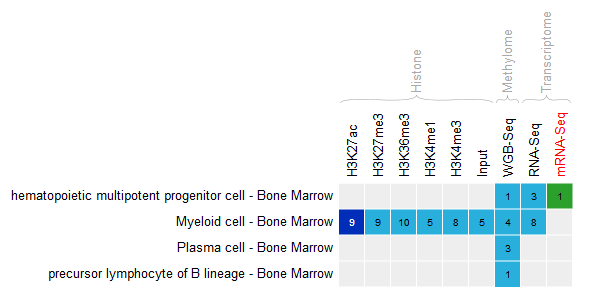 Histone
Methylome
Transcriptome
H3K27ac
H3K27me3
H3K36me3
H3K4me1
H3K4me3
Input
WGB-Seq
RNA-Seq
mRNA-Seq
hematopoietic multipotent progenitor cell - Bone Marrow 1 3 1
Myeloid cell - Bone Marrow 9 9 10 5 8 5 4 8
Plasma cell - Bone Marrow 3
precursor lymphocyte of B lineage - Bone Marrow 1